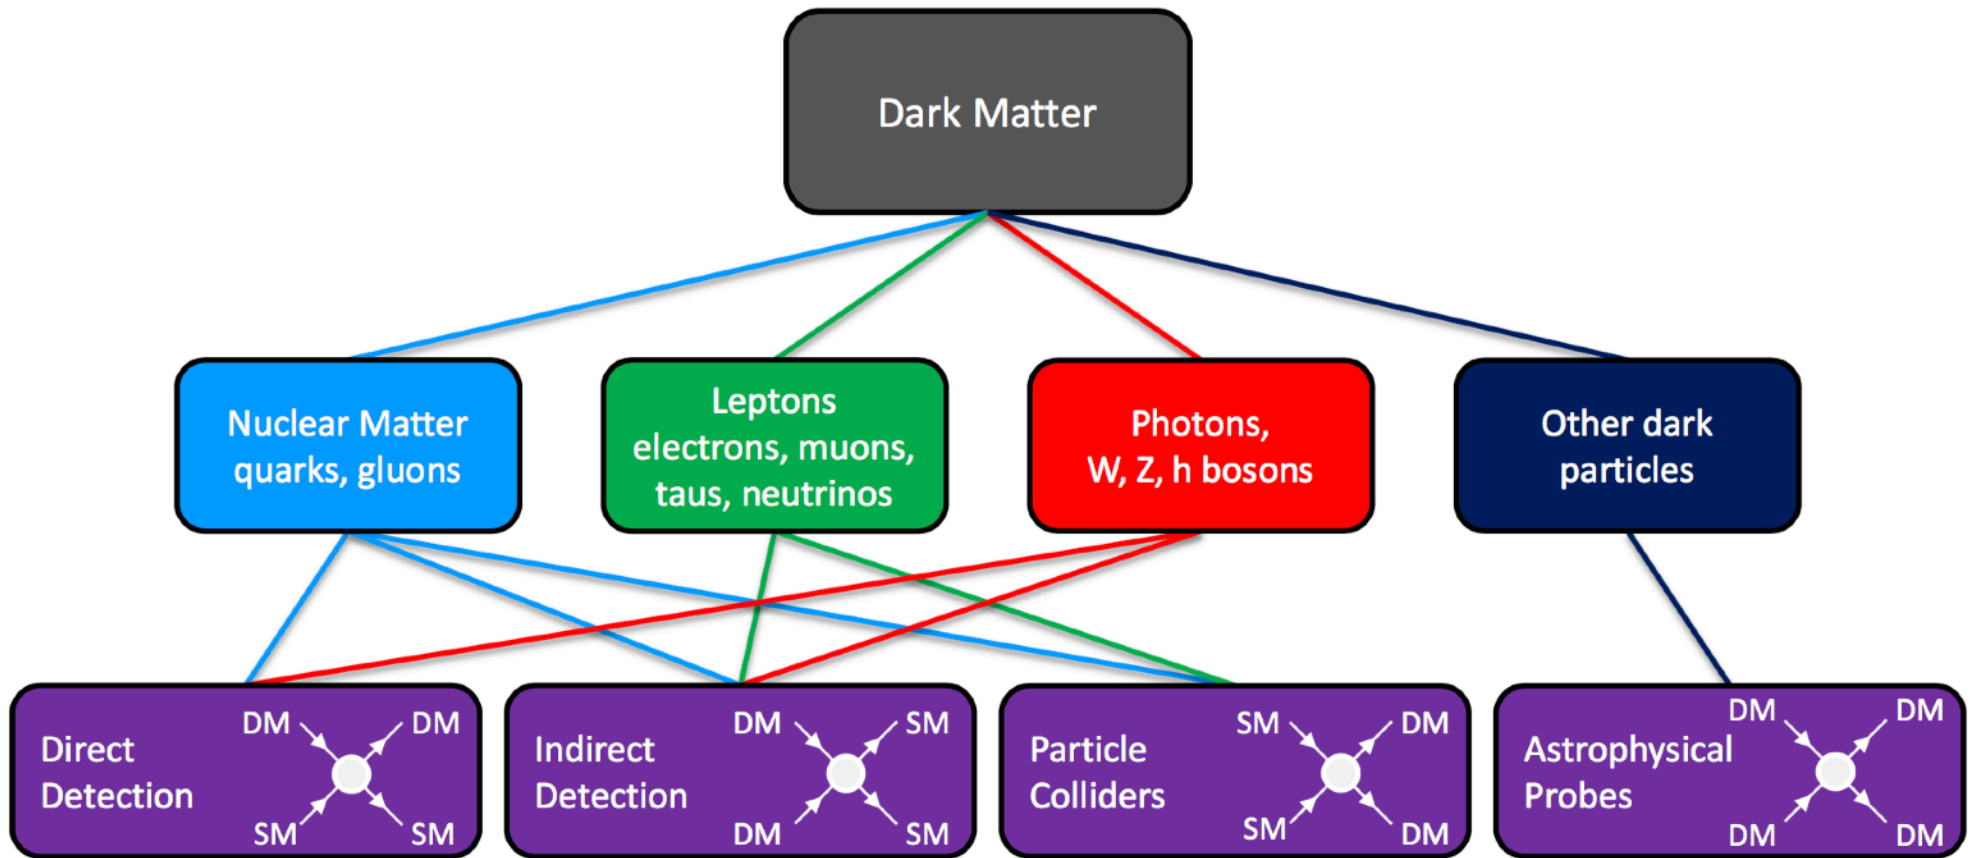 Dark Matter
Nuclear Matter
quarks, gluons
Leptons
electrons, muons,
taus, neutrinos
Photons,
W, Z, h bosons
Other dark
particles
Direct
Detection
DM
DM
SM
SM
Indirect
Detection
DM
SM
DM
SM
Particle
Colliders
SM
DM
SM
DM
Astrophysical
Probes
DM
DM
DM
DM